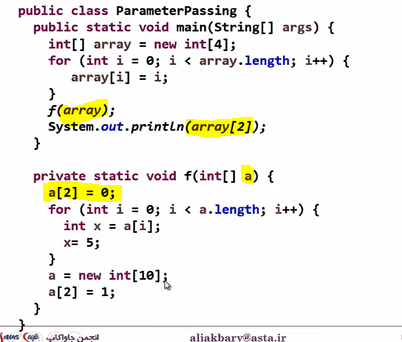 public class ParameterPassing {
public static void main(String[] args) {
int[] array = new int[4];
for (int i = 0; i < array.length; i++) {
array[i] = i;
}
f(array);
System.out.println(array[2]);
}
private static void f(int[] a) {
a[2] = 0;
for (int i = 0; i < a.length; i++) {
int x = a[i];
x= 5;
}
a = new int[10];
a[2] = 1;
}
}
انجمن جاواکاپ aliakbary@asta.ir